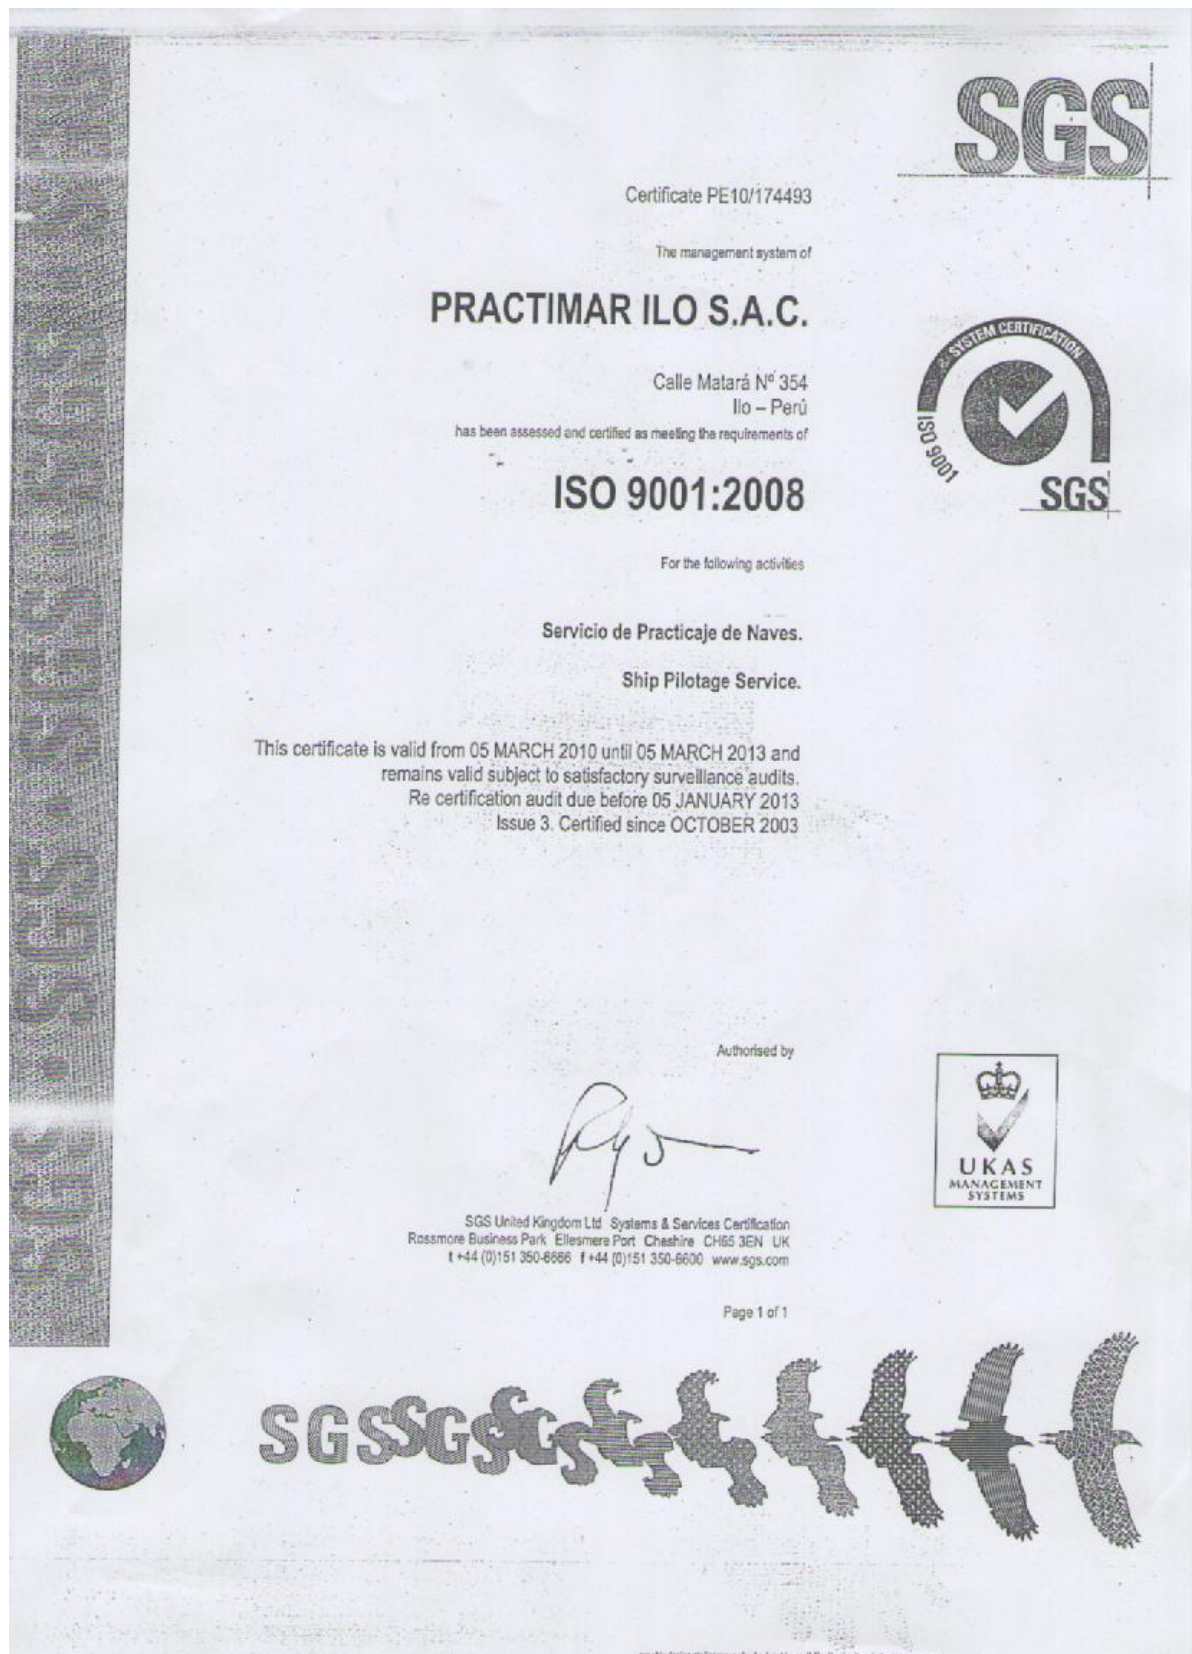 SGS
Certificate PE10/174493
The management system of
PRACTIMAR ILO S.A.C.
Calle Matará Nº 354
Ilo – Perú
has been assessed and certified as meeting the requirements of
ISO 9001:2008
For the following activities
Servicio de Practicaje de Naves.
Ship Pilotage Service.
This certificate is valid from 05 MARCH 2010 until 05 MARCH 2013 and
remains valid subject to satisfactory surveillance audits.
Re certification audit due before 05 JANUARY 2013
Issue 3. Certified since OCTOBER 2003
SYSTEM CERTIFICATION
ISO 9001
SGS
Authorised by
SGS United Kingdom Ltd Systems & Services Certification
Rossmore Business Park Ellesmere Port Cheshire CH65 3EN UK
t +44 (0)151 350-6666 f +44 (0)151 350-6600 www.sgs.com
Page 1 of 1
UKAS
MANAGEMENT
SYSTEMS
SGSSGSSGS